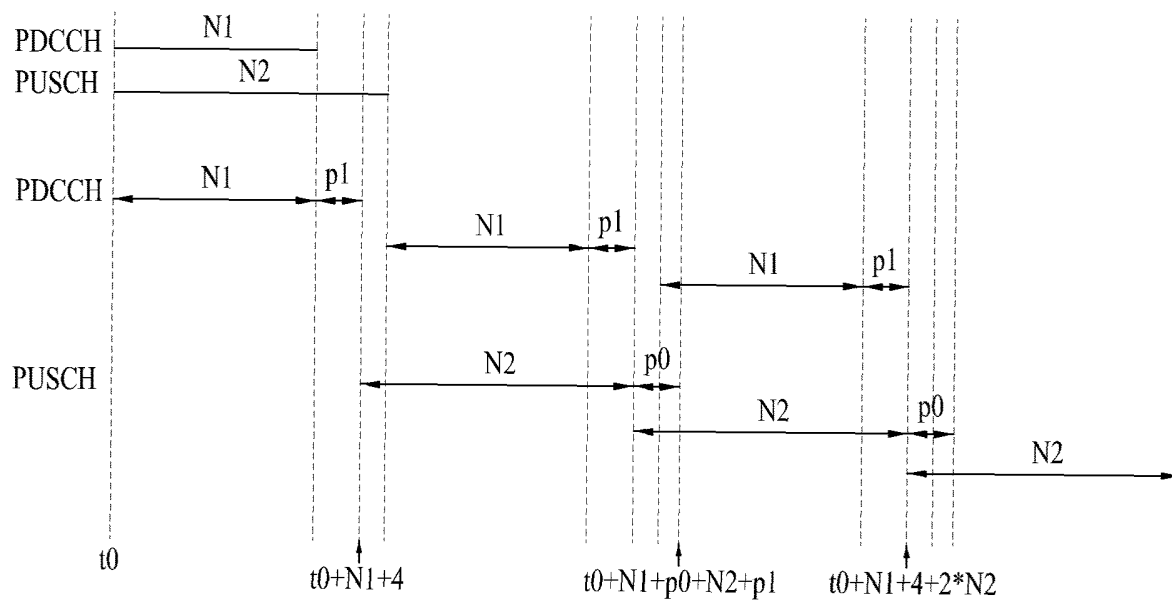 N1
PDCCH
N2
PUSCH
N1 p1
PDCCH
N1 p1
N1 p1
N2 p0
PUSCH
N2 p0
N2
t0
t0+N1+4 t0+N1+p0+N2+p1 t0+N1+4+2*N2